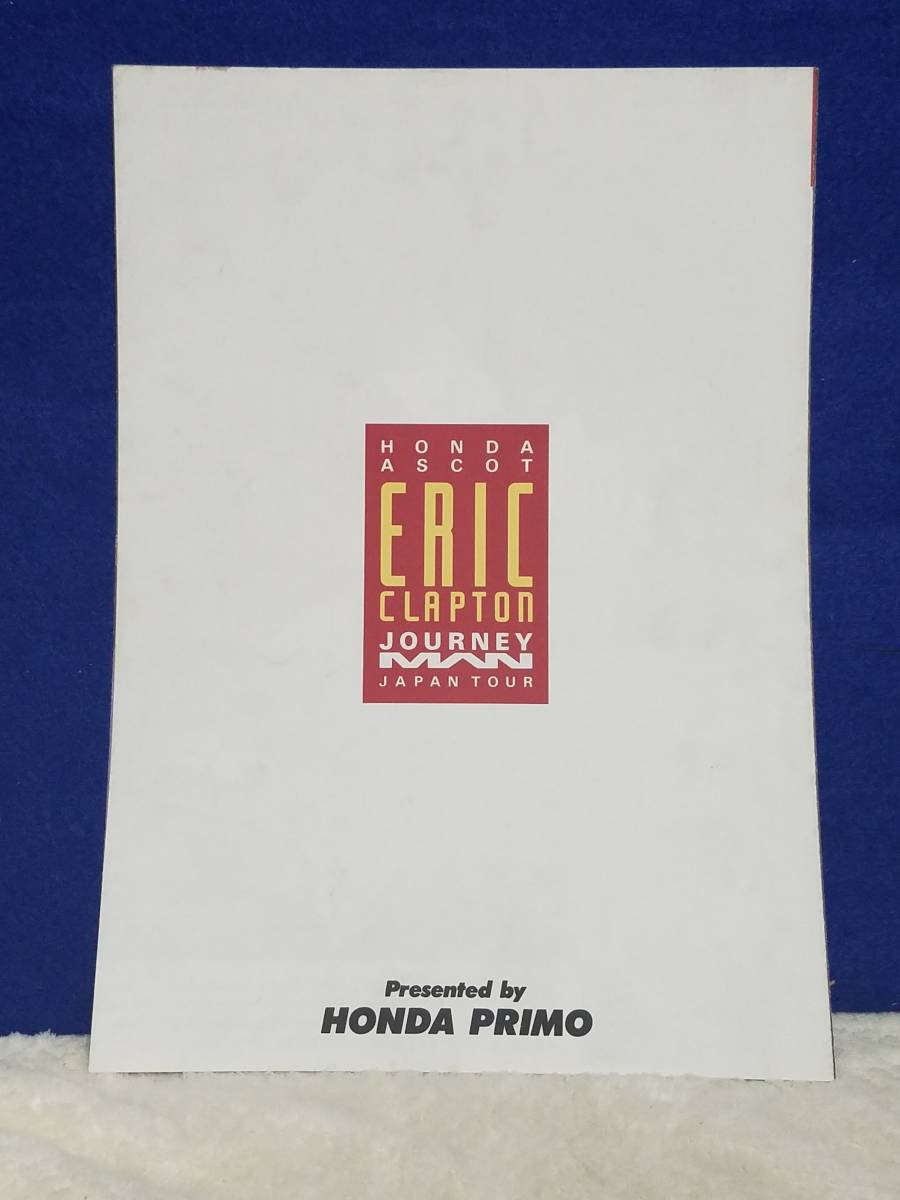 HONDA
ASCOT
ERIC
CLAPTON
JOURNEY
MAN
JAPAN TOUR
Presented by
HONDA PRIMO